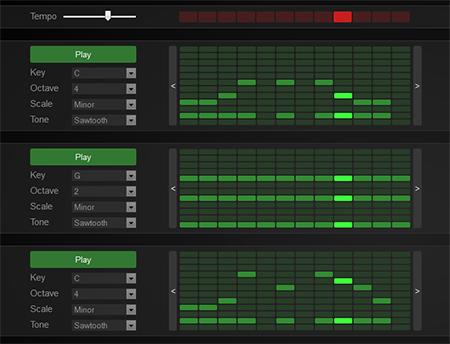 Tempo
Play
Key C
Octave 4
Scale Minor
Tone Sawtooth
< >
Play
Key G
Octave 2
Scale Minor
Tone Sawtooth
< >
Play
Key C
Octave 4
Scale Minor
Tone Sawtooth
< >